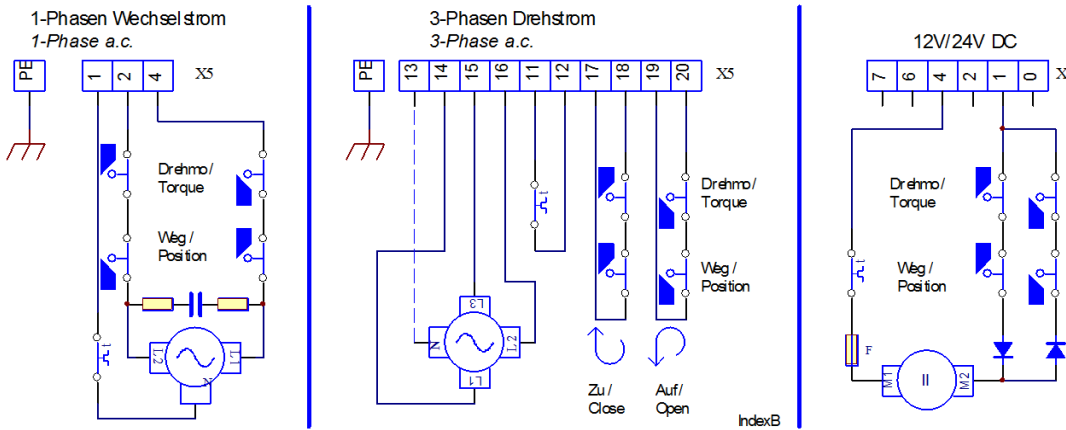 1-Phasen Wechselstrom
1-Phase a.c.
PE
1 2 4
X5
Drehmo/
Torque
Weg/
Position
t
L2
L1
N
3-Phasen Drehstrom
3-Phase a.c.
PE
13 14 15 16 11 12 17 18 19 20
X5
t
Drehmo/
Torque
Weg/
Position
L3
N
L2
L1
Zu/
Close
Auf/
Open
IndexB
12V/24V DC
7 6 4 2 1 0
X
Drehmo/
Torque
Weg/
Position
t
F
M1
II
M2